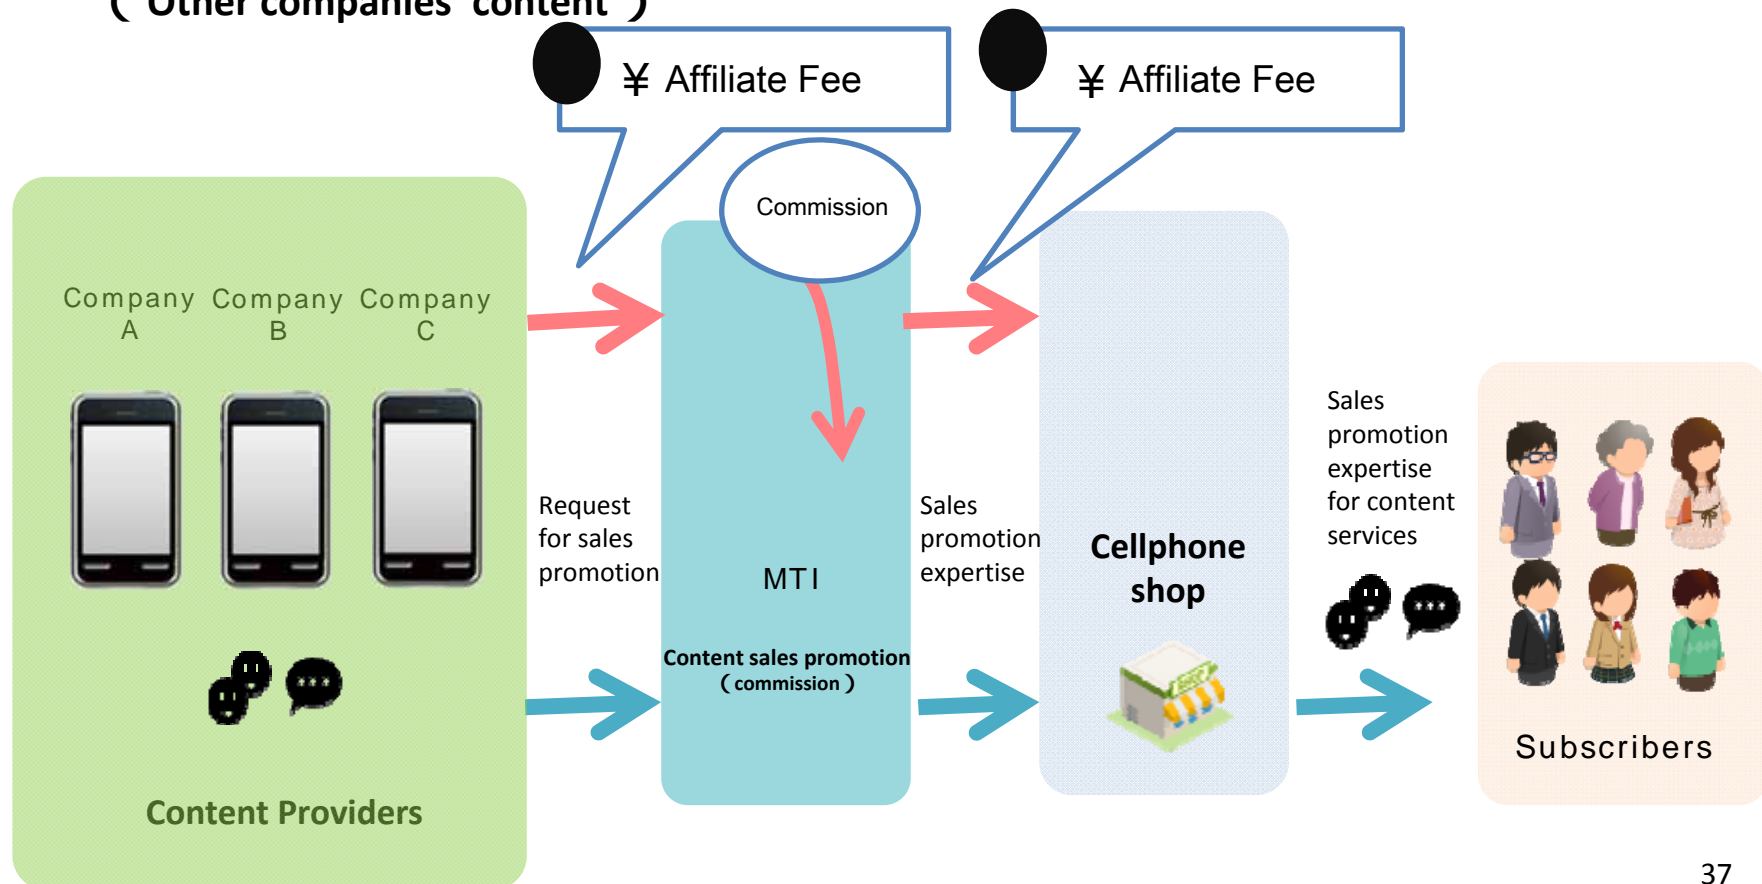 ( Other companies' content )
¥ Affiliate Fee
¥ Affiliate Fee
Commission
Company Company Company
A B C
Request
for sales
promotion
MTI
Content sales promotion
( commission )
Sales
promotion
expertise
Cellphone
shop
Sales
promotion
expertise
for content
services
SHOP
Subscribers
Content Providers
37